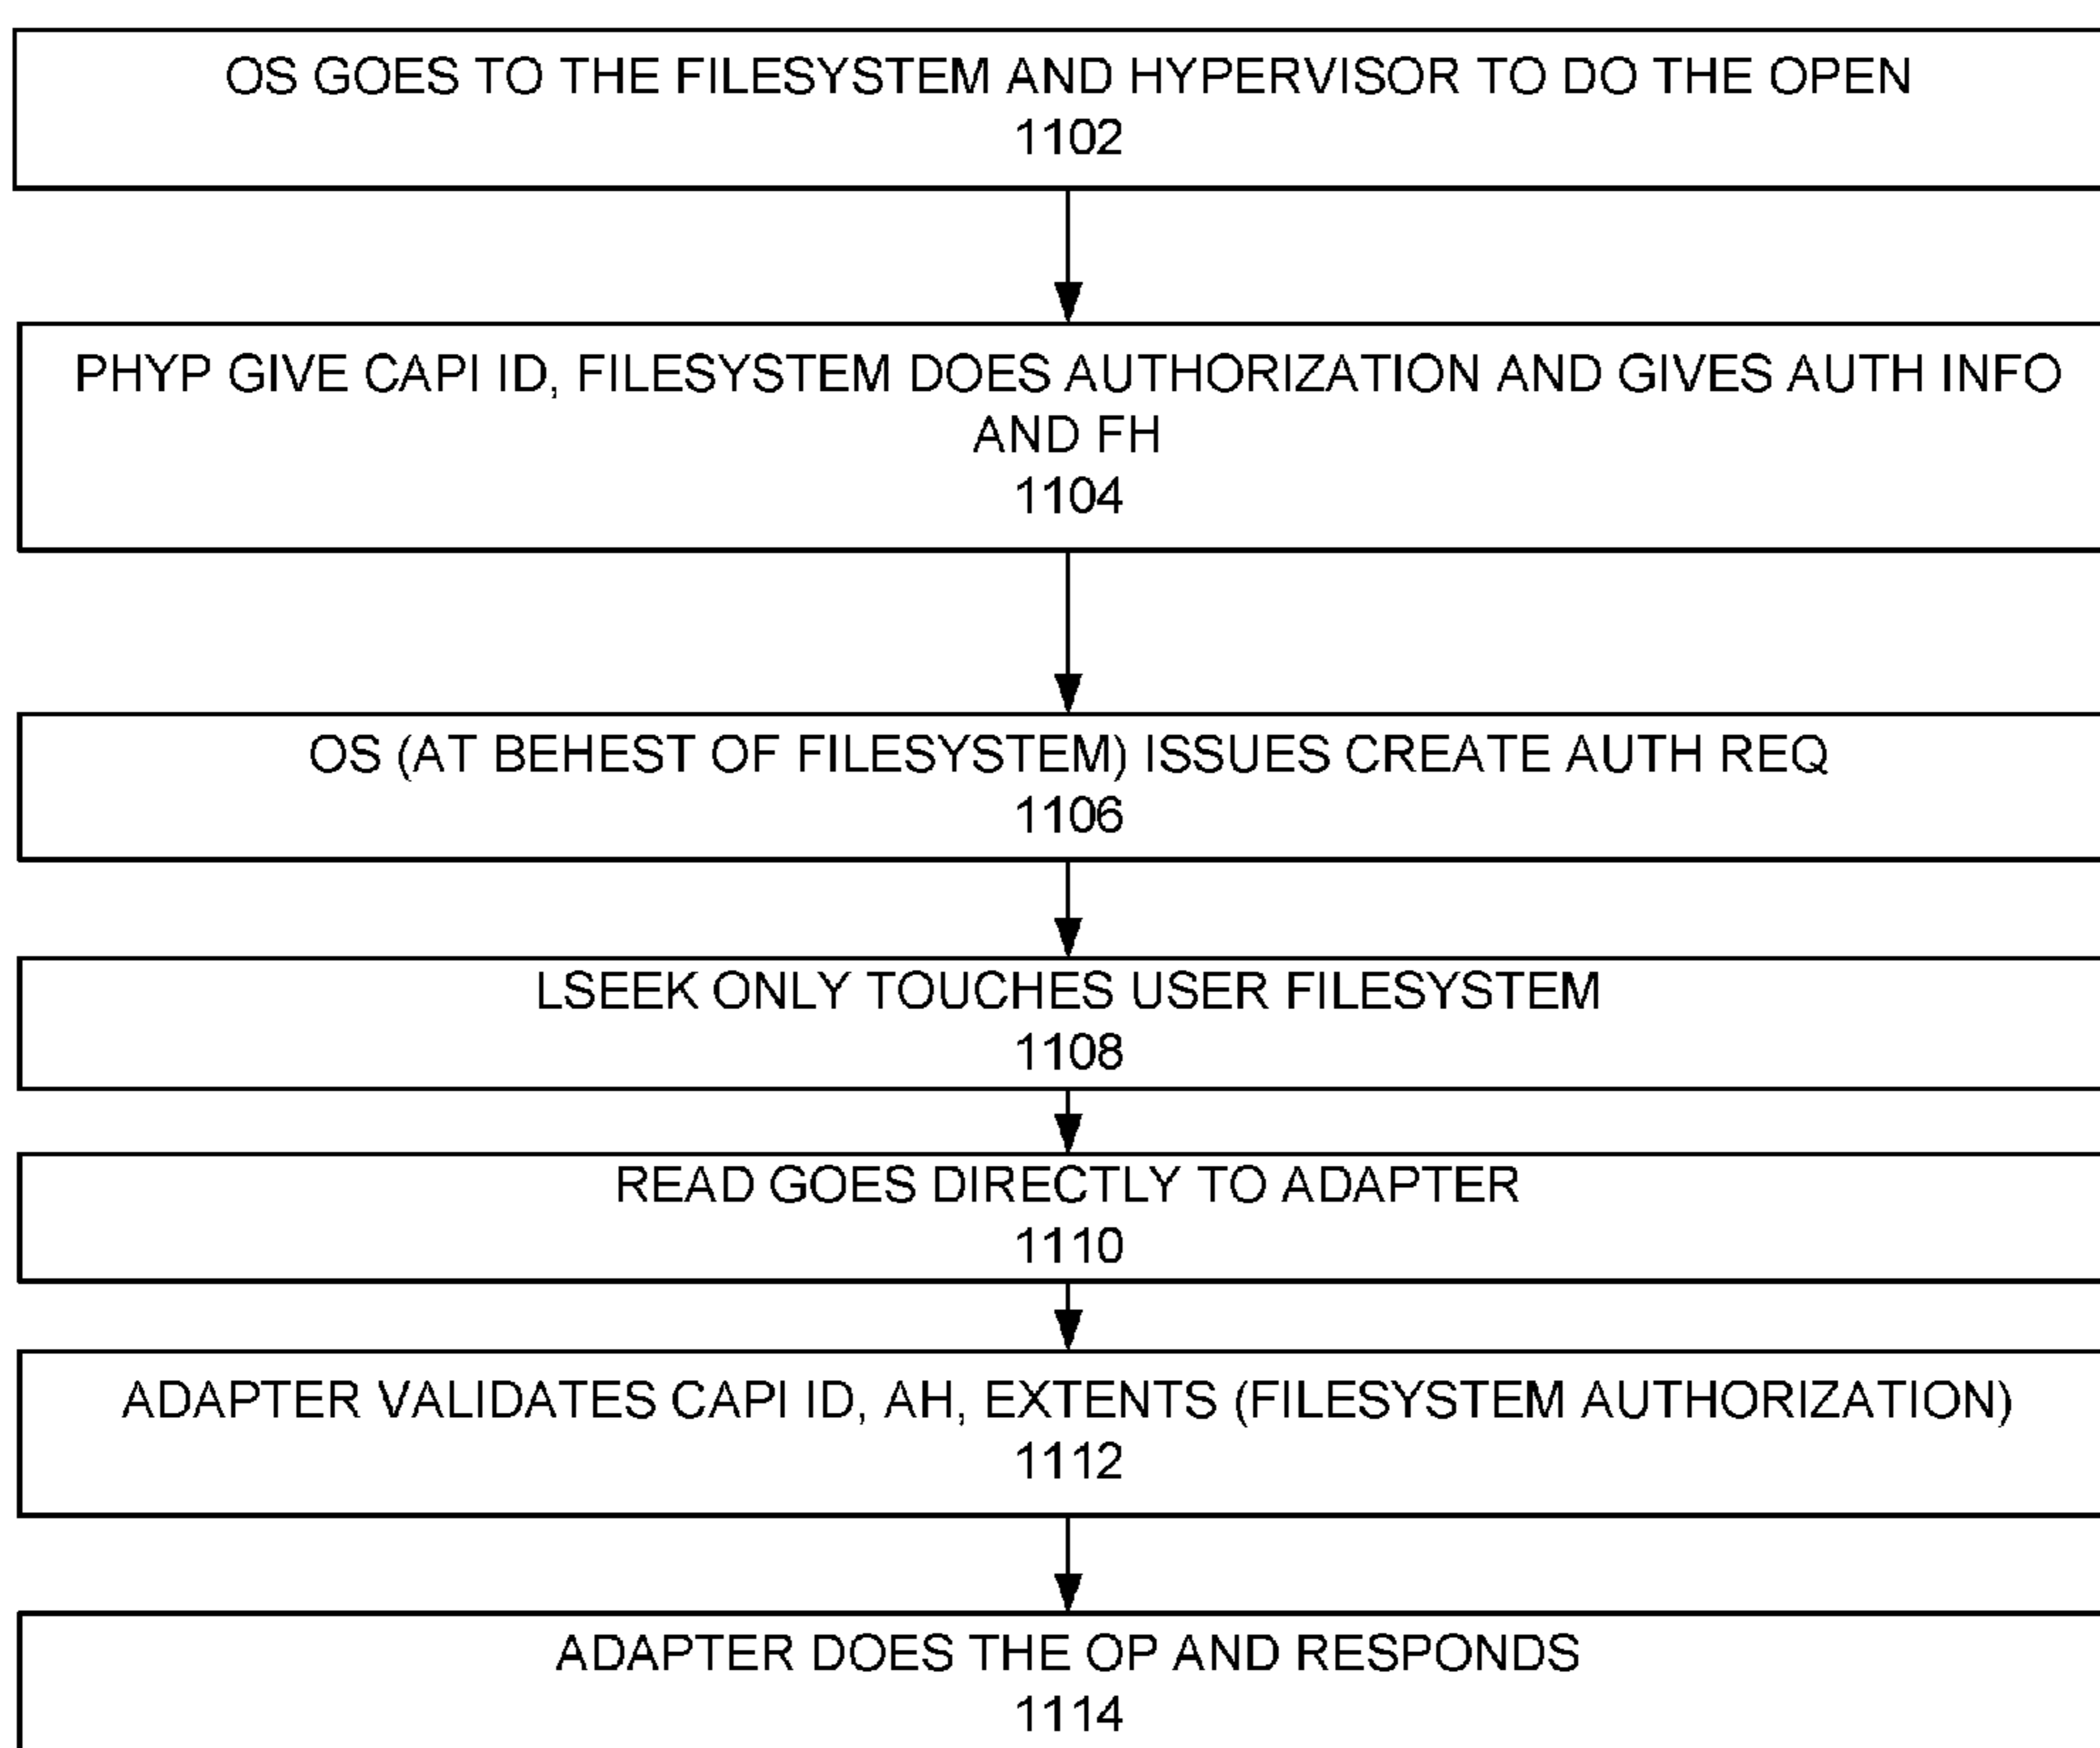 OS GOES TO THE FILESYSTEM AND HYPERVISOR TO DO THE OPEN
1102
PHYP GIVE CAPI ID, FILESYSTEM DOES AUTHORIZATION AND GIVES AUTH INFO
AND FH
1104
OS (AT BEHEST OF FILESYSTEM) ISSUES CREATE AUTH REQ
1106
LSEEK ONLY TOUCHES USER FILESYSTEM
1108
READ GOES DIRECTLY TO ADAPTER
1110
ADAPTER VALIDATES CAPI ID, AH, EXTENTS (FILESYSTEM AUTHORIZATION)
1112
ADAPTER DOES THE OP AND RESPONDS
1114